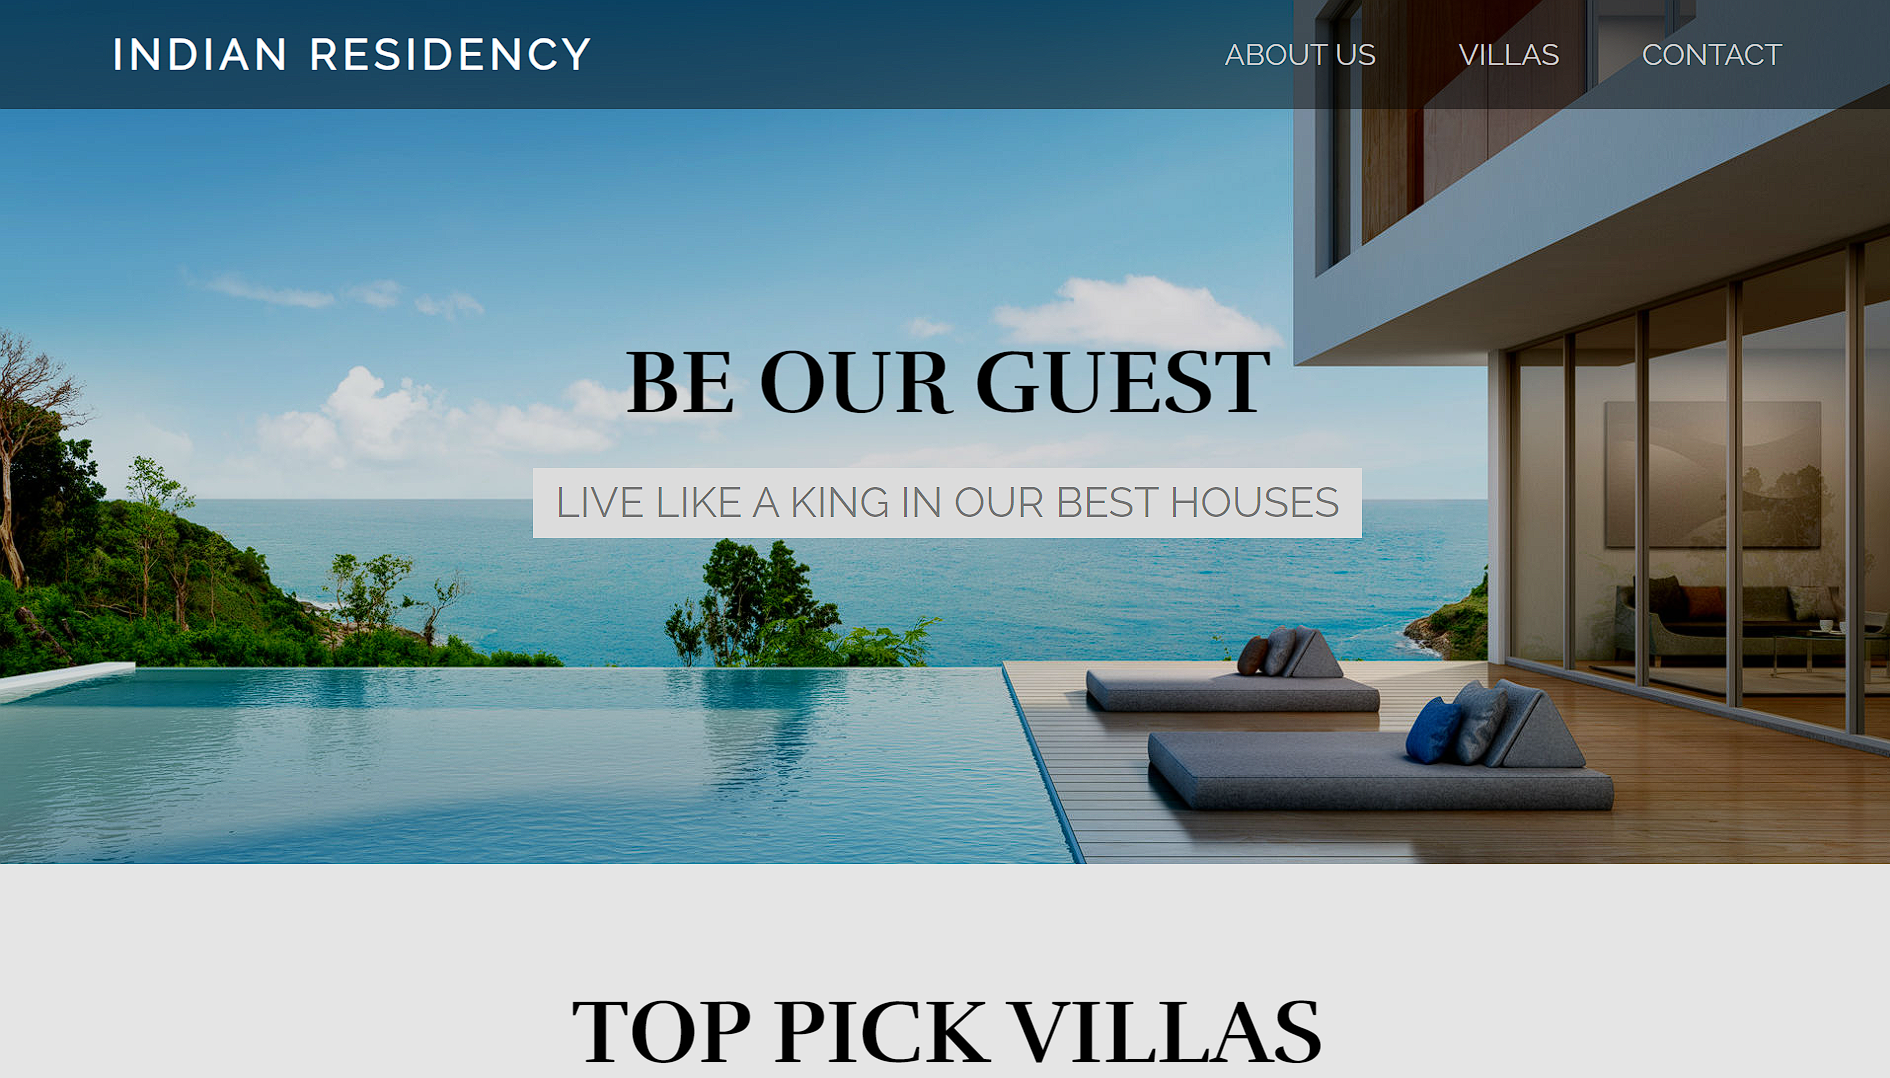 INDIAN RESIDENCY
ABOUT US VILLAS CONTACT
BE OUR GUEST
LIVE LIKE A KING IN OUR BEST HOUSES
TOP PICK VILLAS